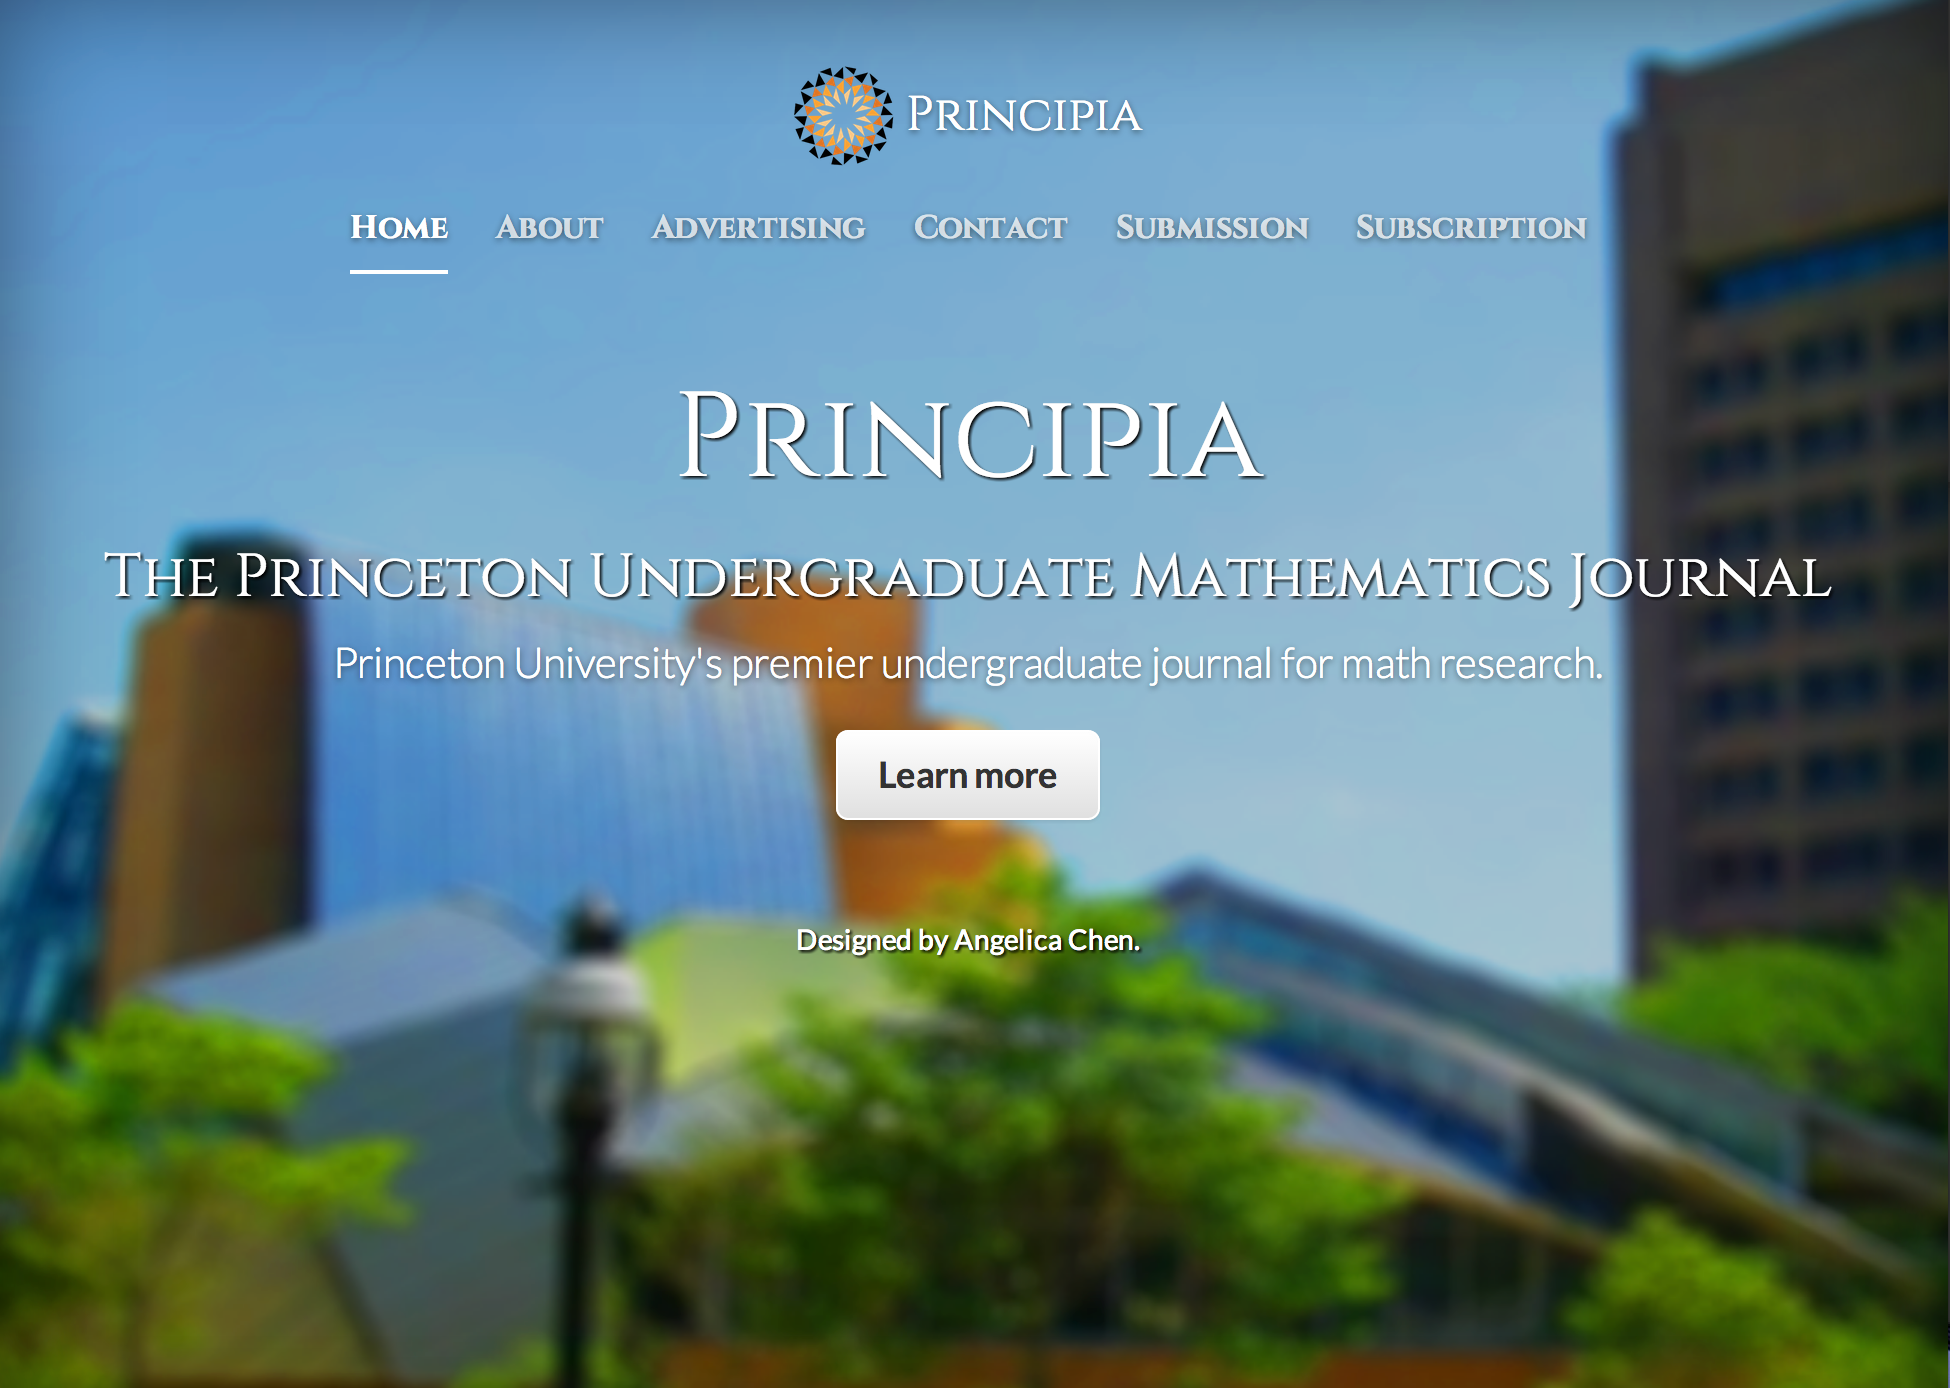 Principia
Home About Advertising Contact Submission Subscription
Principia
The Princeton Undergraduate Mathematics Journal
Princeton University's premier undergraduate journal for math research.
Learn more
Designed by Angelica Chen.